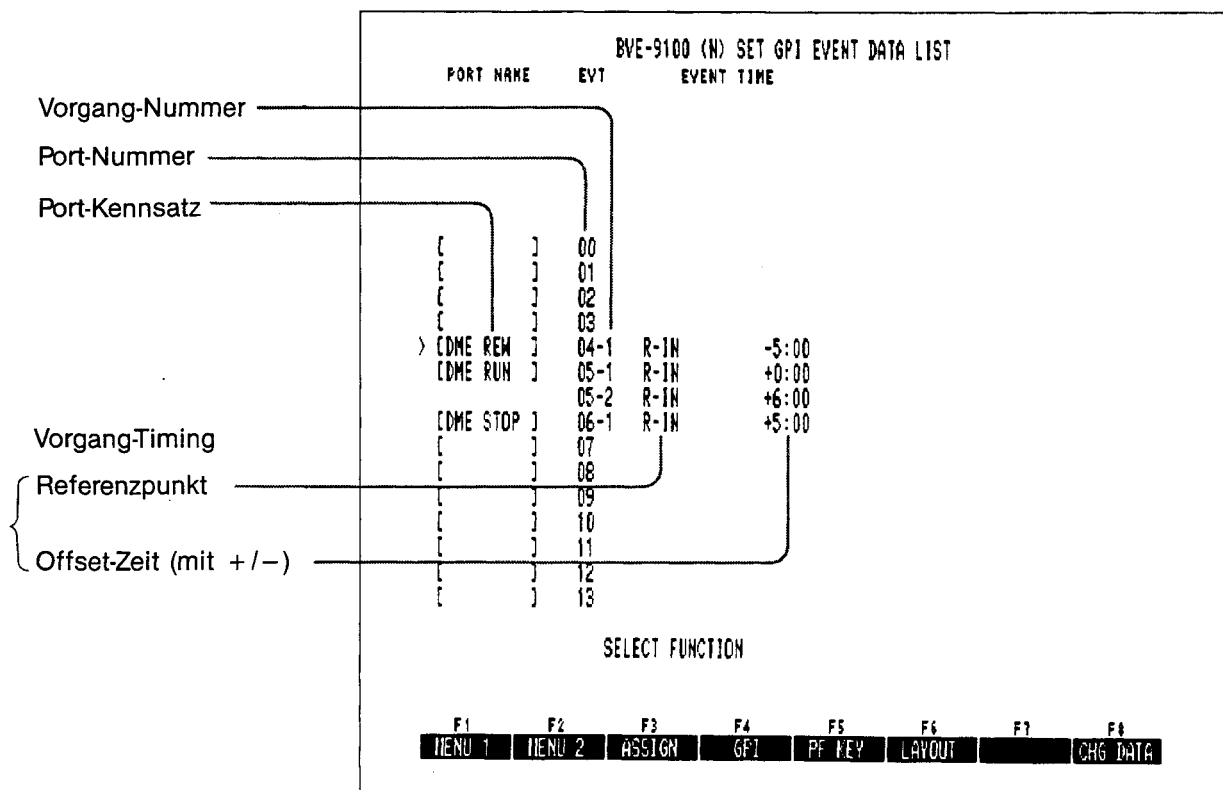 BVE-9100 (N) SET GPI EVENT DATA LIST
PORT NAME EVT EVENT TIME
Vorgang-Nummer
Port-Nummer
Port-Kennsatz
[ ] 00
[ ] 01
[ ] 02
[ ] 03
> [DME REW ] 04-1 R-IN -5:00
[DME RUN ] 05-1 R-IN +0:00
05-2 R-IN +6:00
[DME STOP ] 06-1 R-IN +5:00
Vorgang-Timing
[ ] 07
Referenzpunkt
[ ] 08
[ ] 09
[ ] 10
[ ] 11
Offset-Zeit (mit +/−)
[ ] 12
[ ] 13
SELECT FUNCTION
F1 F2 F3 F4 F5 F6 F7 F8
MENU 1 MENU 2 ASSIGN GPI PF KEY LAYOUT CHG DATA